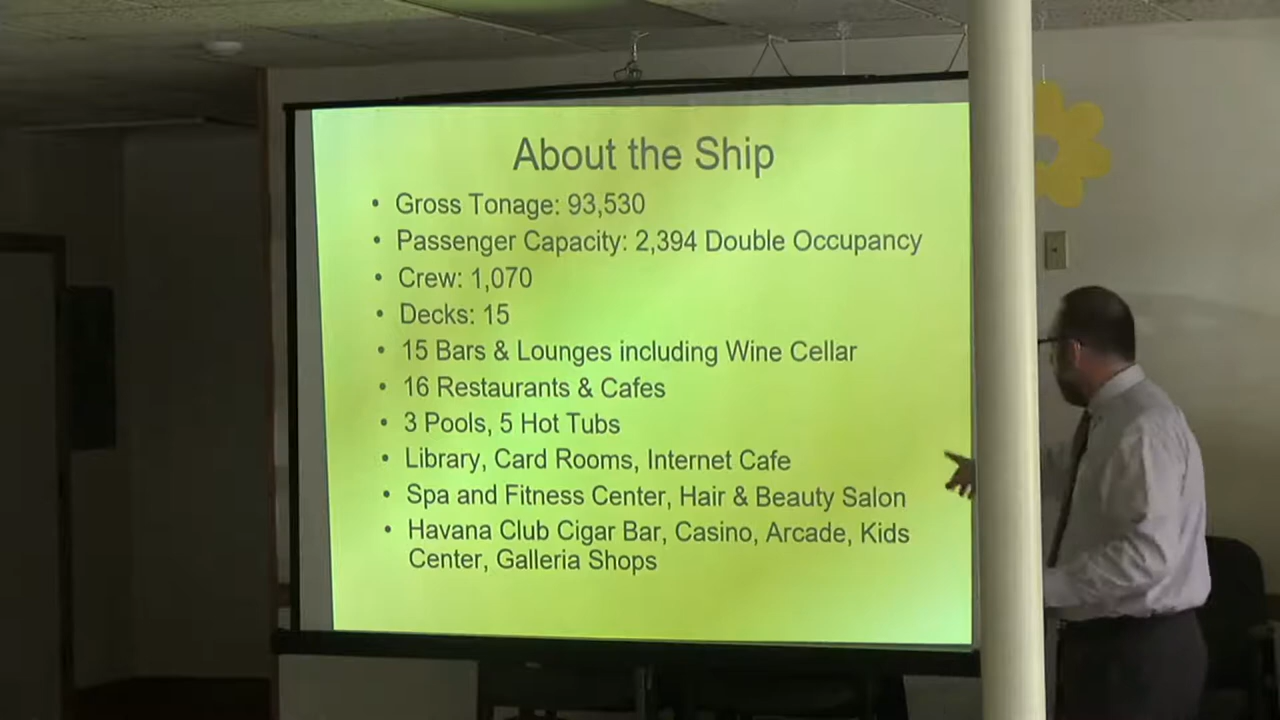 About the Ship
• Gross Tonage: 93,530
• Passenger Capacity: 2,394 Double Occupancy
• Crew: 1,070
• Decks: 15
• 15 Bars & Lounges including Wine Cellar
• 16 Restaurants & Cafes
• 3 Pools, 5 Hot Tubs
• Library, Card Rooms, Internet Cafe
• Spa and Fitness Center, Hair & Beauty Salon
• Havana Club Cigar Bar, Casino, Arcade, Kids
Center, Galleria Shops